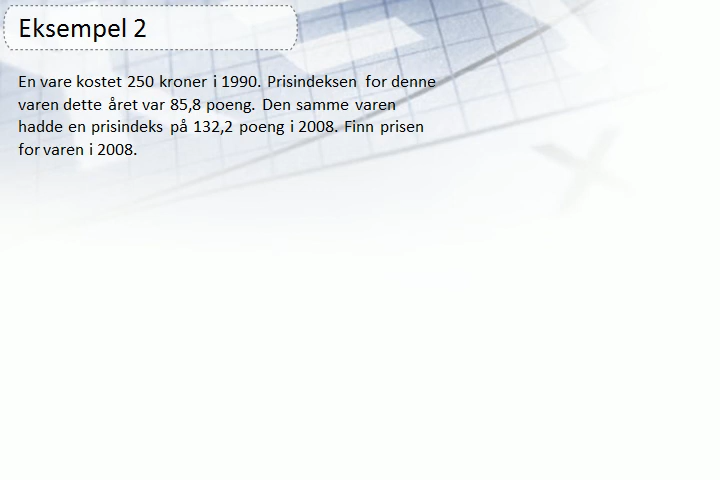 Eksempel 2
En vare kostet 250 kroner i 1990. Prisindeksen for denne
varen dette året var 85,8 poeng. Den samme varen
hadde en prisindeks på 132,2 poeng i 2008. Finn prisen
for varen i 2008.